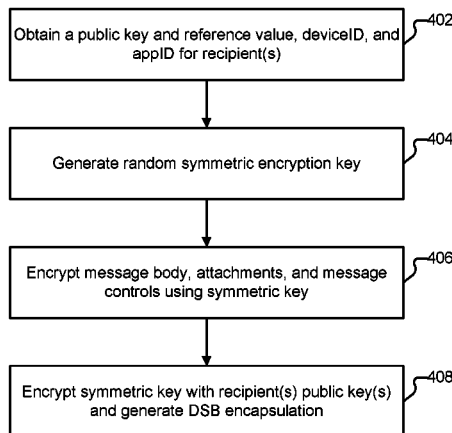 402
Obtain a public key and reference value, deviceID, and
appID for recipient(s)
404
Generate random symmetric encryption key
406
Encrypt message body, attachments, and message
controls using symmetric key
408
Encrypt symmetric key with recipient(s) public key(s)
and generate DSB encapsulation